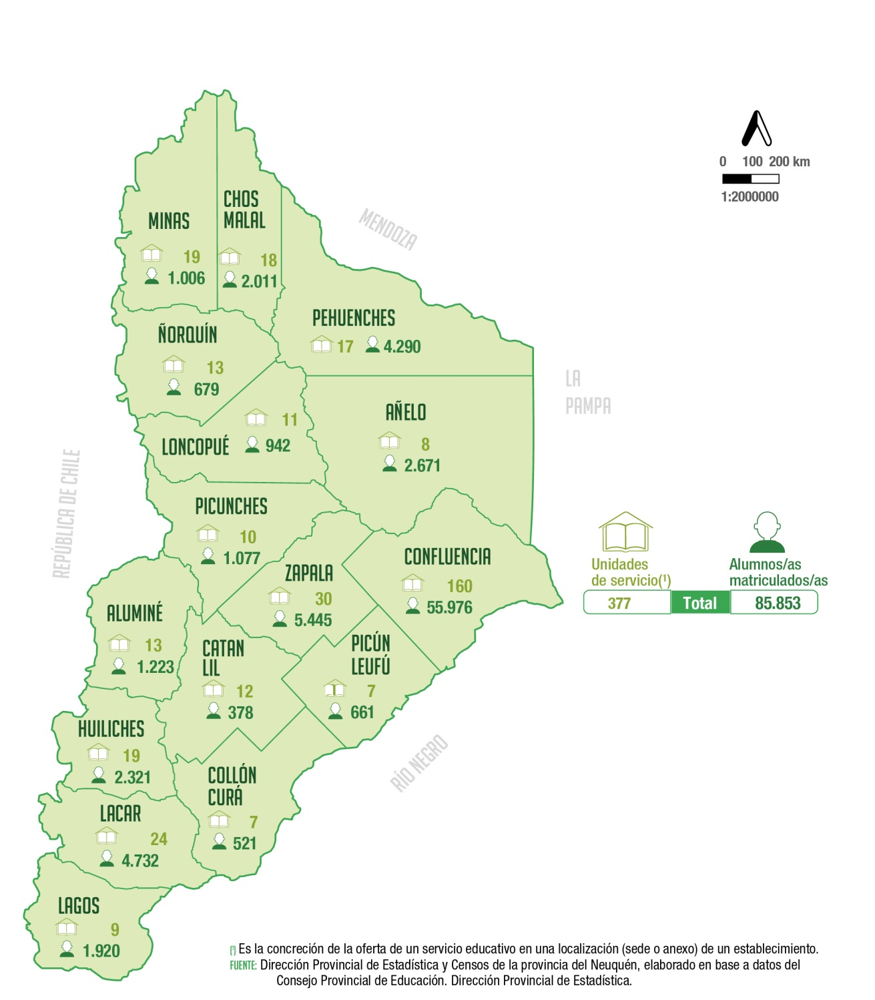 0 100 200 km
1:2000000
MENDOZA
LA
PAMPA
REPÚBLICA DE CHILE
RÍO NEGRO
MINAS
19
1.006
CHOS
MALAL
18
2.011
PEHUENCHES
17 4.290
ÑORQUÍN
13
679
LONCOPUÉ
11
942
AÑELO
8
2.671
PICUNCHES
10
1.077
ZAPALA
30
5.445
CONFLUENCIA
160
55.976
ALUMINÉ
13
1.223
CATAN
LIL
12
378
PICÚN
LEUFÚ
7
661
HUILICHES
19
2.321
COLLÓN
CURÁ
7
521
LACAR
24
4.732
LAGOS
9
1.920
Unidades
de servicio(¹)
Alumnos/as
matriculados/as
377 Total 85.853
(¹) Es la concreción de la oferta de un servicio educativo en una localización (sede o anexo) de un establecimiento.
FUENTE: Dirección Provincial de Estadística y Censos de la provincia del Neuquén, elaborado en base a datos del
Consejo Provincial de Educación. Dirección Provincial de Estadística.